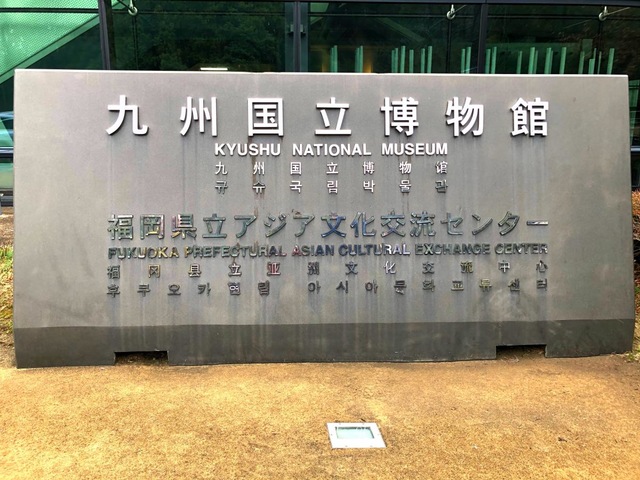 九州国立博物館
KYUSHU NATIONAL MUSEUM
九州国立博物馆
규슈국립박물관
福岡県立アジア文化交流センター
FUKUOKA PREFECTURAL ASIAN CULTURAL EXCHANGE CENTER
福冈县立亚洲文化交流中心
후쿠오카현립 아시아문화교류센터